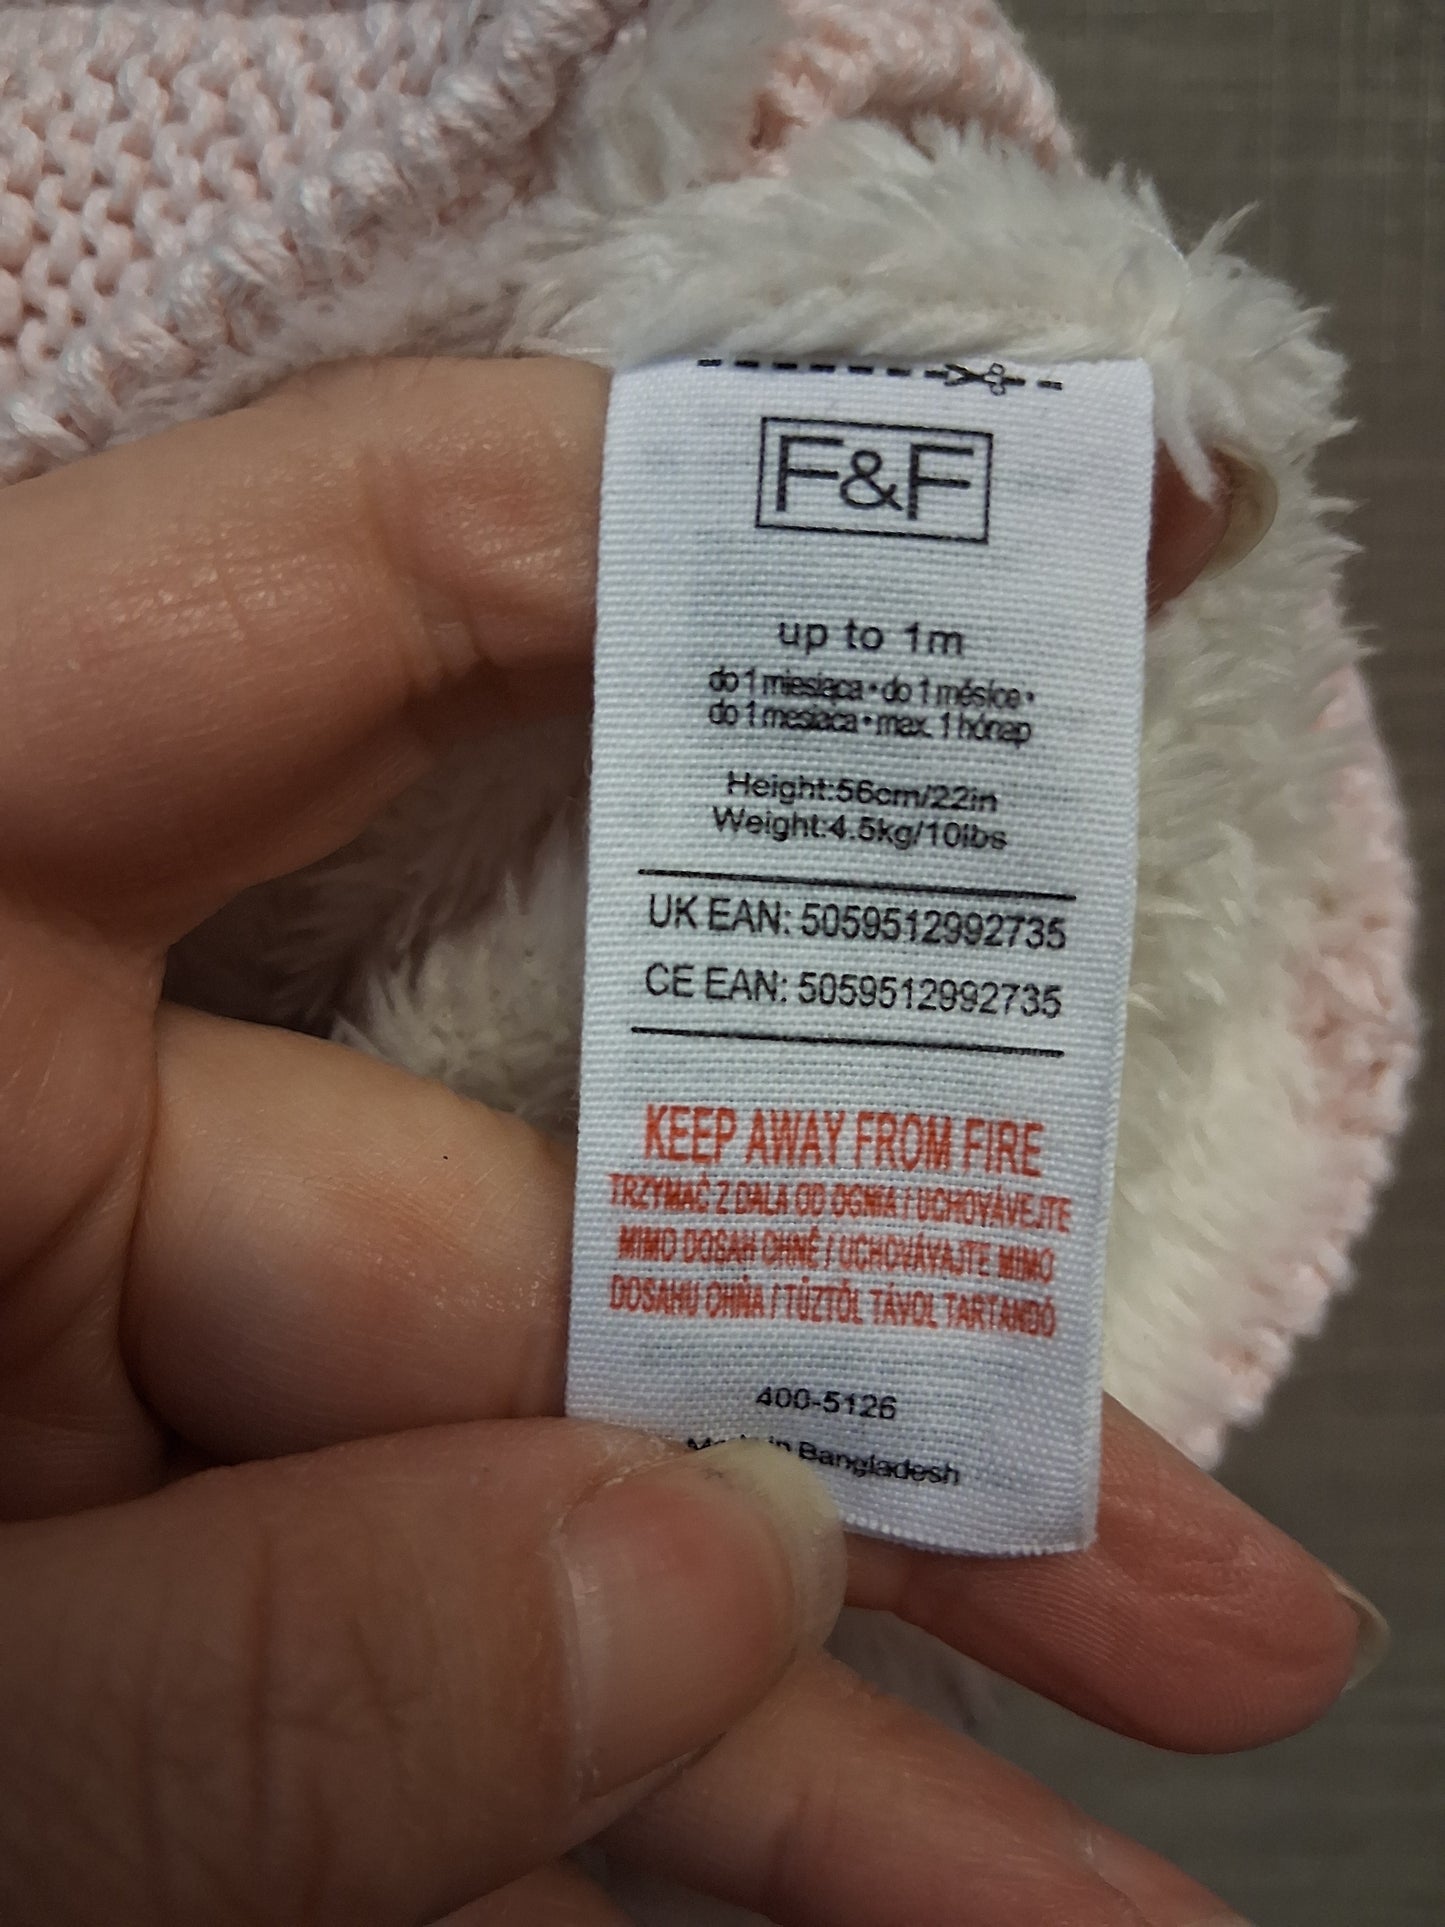 F&F
up to 1m
do 1 miesiąca • do 1 měsíce •
do 1 mesiaca • max. 1 hónap
Height:56cm/22in
Weight:4.5kg/10lbs
UK EAN: 5059512992735
CE EAN: 5059512992735
KEEP AWAY FROM FIRE
TRZYMAĆ Z DALA OD OGNIA / UCHOVÁVEJTE
MIMO DOSAH OHNĚ / UCHOVÁVAJTE MIMO
DOSAHU OHŇA / TŰZTŐL TÁVOL TARTANDÓ
400-5126
Made in Bangladesh